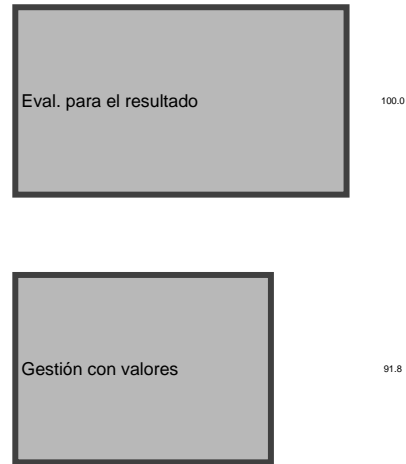 Eval. para el resultado
100.0
Gestión con valores
91.8